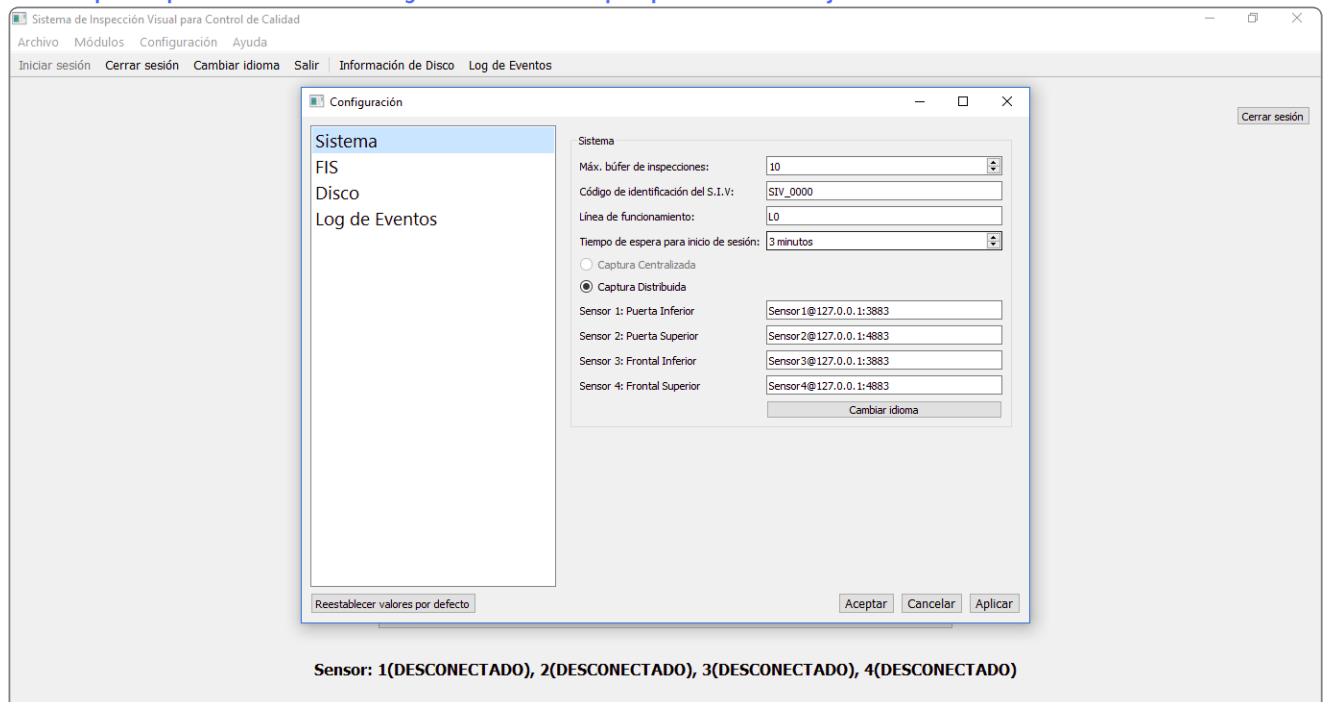 Sistema de Inspección Visual para Control de Calidad
Archivo Módulos Configuración Ayuda
Iniciar sesión Cerrar sesión Cambiar idioma Salir Información de Disco Log de Eventos
Cerrar sesión
Configuración
Sistema
FIS
Disco
Log de Eventos
Sistema
Máx. búfer de inspecciones: 10
Código de identificación del S.I.V: SIV_0000
Línea de funcionamiento: L0
Tiempo de espera para inicio de sesión: 3 minutos
Captura Centralizada
Captura Distribuida
Sensor 1: Puerta Inferior Sensor1@127.0.0.1:3883
Sensor 2: Puerta Superior Sensor2@127.0.0.1:4883
Sensor 3: Frontal Inferior Sensor3@127.0.0.1:3883
Sensor 4: Frontal Superior Sensor4@127.0.0.1:4883
Cambiar idioma
Reestablecer valores por defecto Aceptar Cancelar Aplicar
Sensor: 1(DESCONECTADO), 2(DESCONECTADO), 3(DESCONECTADO), 4(DESCONECTADO)